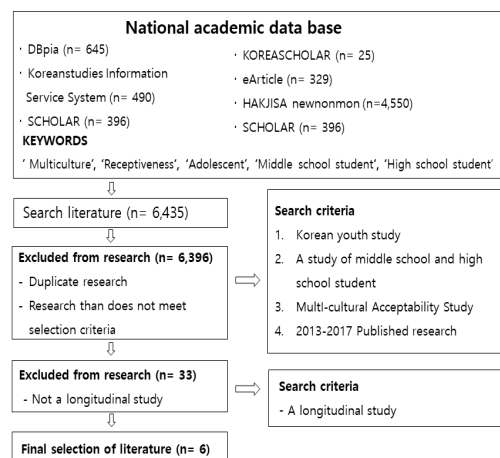 National academic data base
· DBpia (n= 645)
· Koreanstudies Information
Service System (n= 490)
· SCHOLAR (n= 396)
· KOREASCHOLAR (n= 25)
· eArticle (n= 329)
· HAKJISA newnonmon (n=4,550)
· SCHOLAR (n= 396)
KEYWORDS
' Multiculture', 'Receptiveness', 'Adolescent', 'Middle school student', 'High school student'
Search literature (n= 6,435)
Excluded from research (n= 6,396)
- Duplicate research
- Research than does not meet
selection criteria
Search criteria
1. Korean youth study
2. A study of middle school and high
school student
3. Multi-cultural Acceptability Study
4. 2013-2017 Published research
Excluded from research (n= 33)
- Not a longitudinal study
Search criteria
- A longitudinal study
Final selection of literature (n= 6)